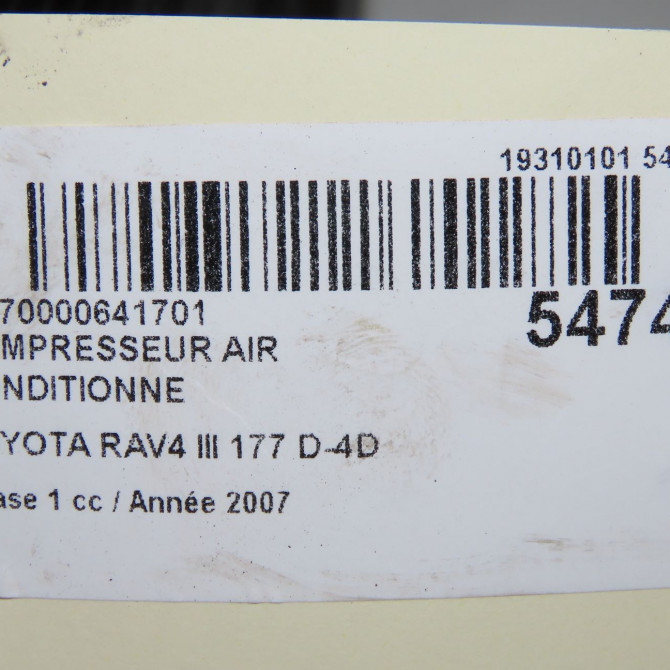 19310101 54
70000641701
5474
MPRESSEUR AIR
NDITIONNE
YOTA RAV4 III 177 D-4D
ase 1 cc / Année 2007